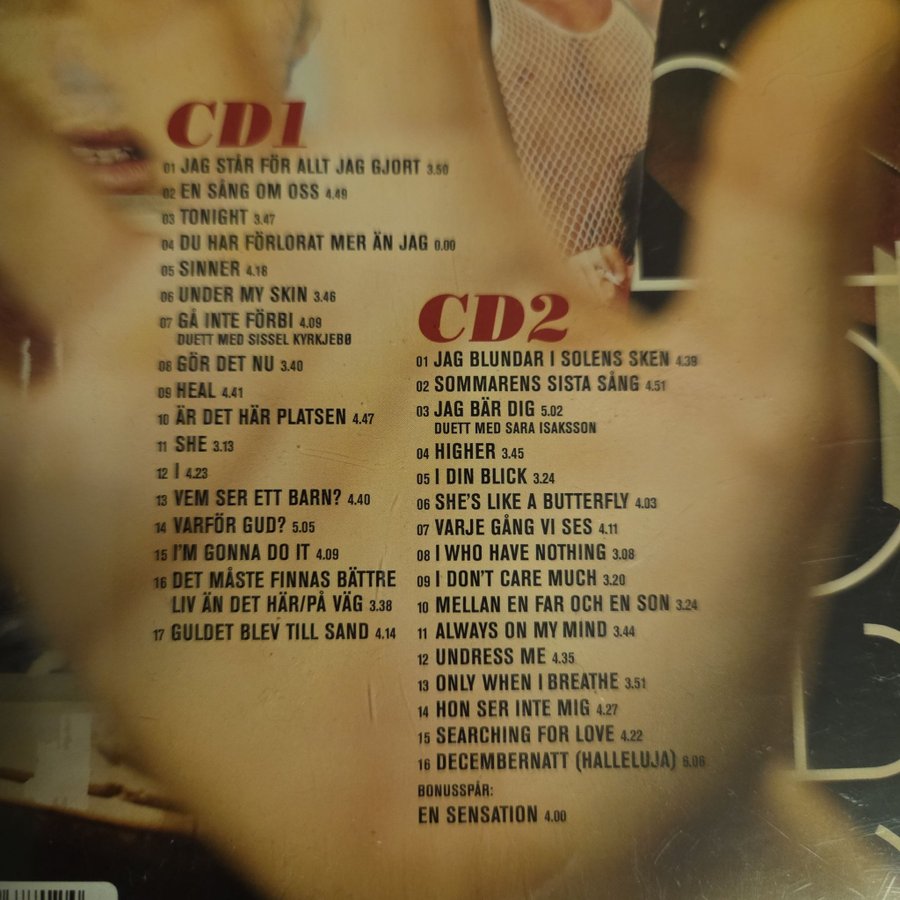 CD1
01 JAG STÅR FÖR ALLT JAG GJORT 3.50
02 EN SÅNG OM OSS 4.49
03 TONIGHT 3.47
04 DU HAR FÖRLORAT MER ÄN JAG 0.00
05 SINNER 4.18
06 UNDER MY SKIN 3.46
07 GÅ INTE FÖRBI 4.09
DUETT MED SISSEL KYRKJEBØ
08 GÖR DET NU 3.40
09 HEAL 4.41
10 ÄR DET HÄR PLATSEN 4.47
11 SHE 3.13
12 I 4.23
13 VEM SER ETT BARN? 4.40
14 VARFÖR GUD? 5.05
15 I'M GONNA DO IT 4.09
16 DET MÅSTE FINNAS BÄTTRE
LIV ÄN DET HÄR/PÅ VÄG 3.38
17 GULDET BLEV TILL SAND 4.14
CD2
01 JAG BLUNDAR I SOLENS SKEN 4.39
02 SOMMARENS SISTA SÅNG 4.51
03 JAG BÄR DIG 5.02
DUETT MED SARA ISAKSSON
04 HIGHER 3.45
05 I DIN BLICK 3.24
06 SHE'S LIKE A BUTTERFLY 4.03
07 VARJE GÅNG VI SES 4.11
08 I WHO HAVE NOTHING 3.08
09 I DON'T CARE MUCH 3.20
10 MELLAN EN FAR OCH EN SON 3.24
11 ALWAYS ON MY MIND 3.44
12 UNDRESS ME 4.35
13 ONLY WHEN I BREATHE 3.51
14 HON SER INTE MIG 4.27
15 SEARCHING FOR LOVE 4.22
16 DECEMBERNATT (HALLELUJA) 6.06
BONUSSPÅR:
EN SENSATION 4.00